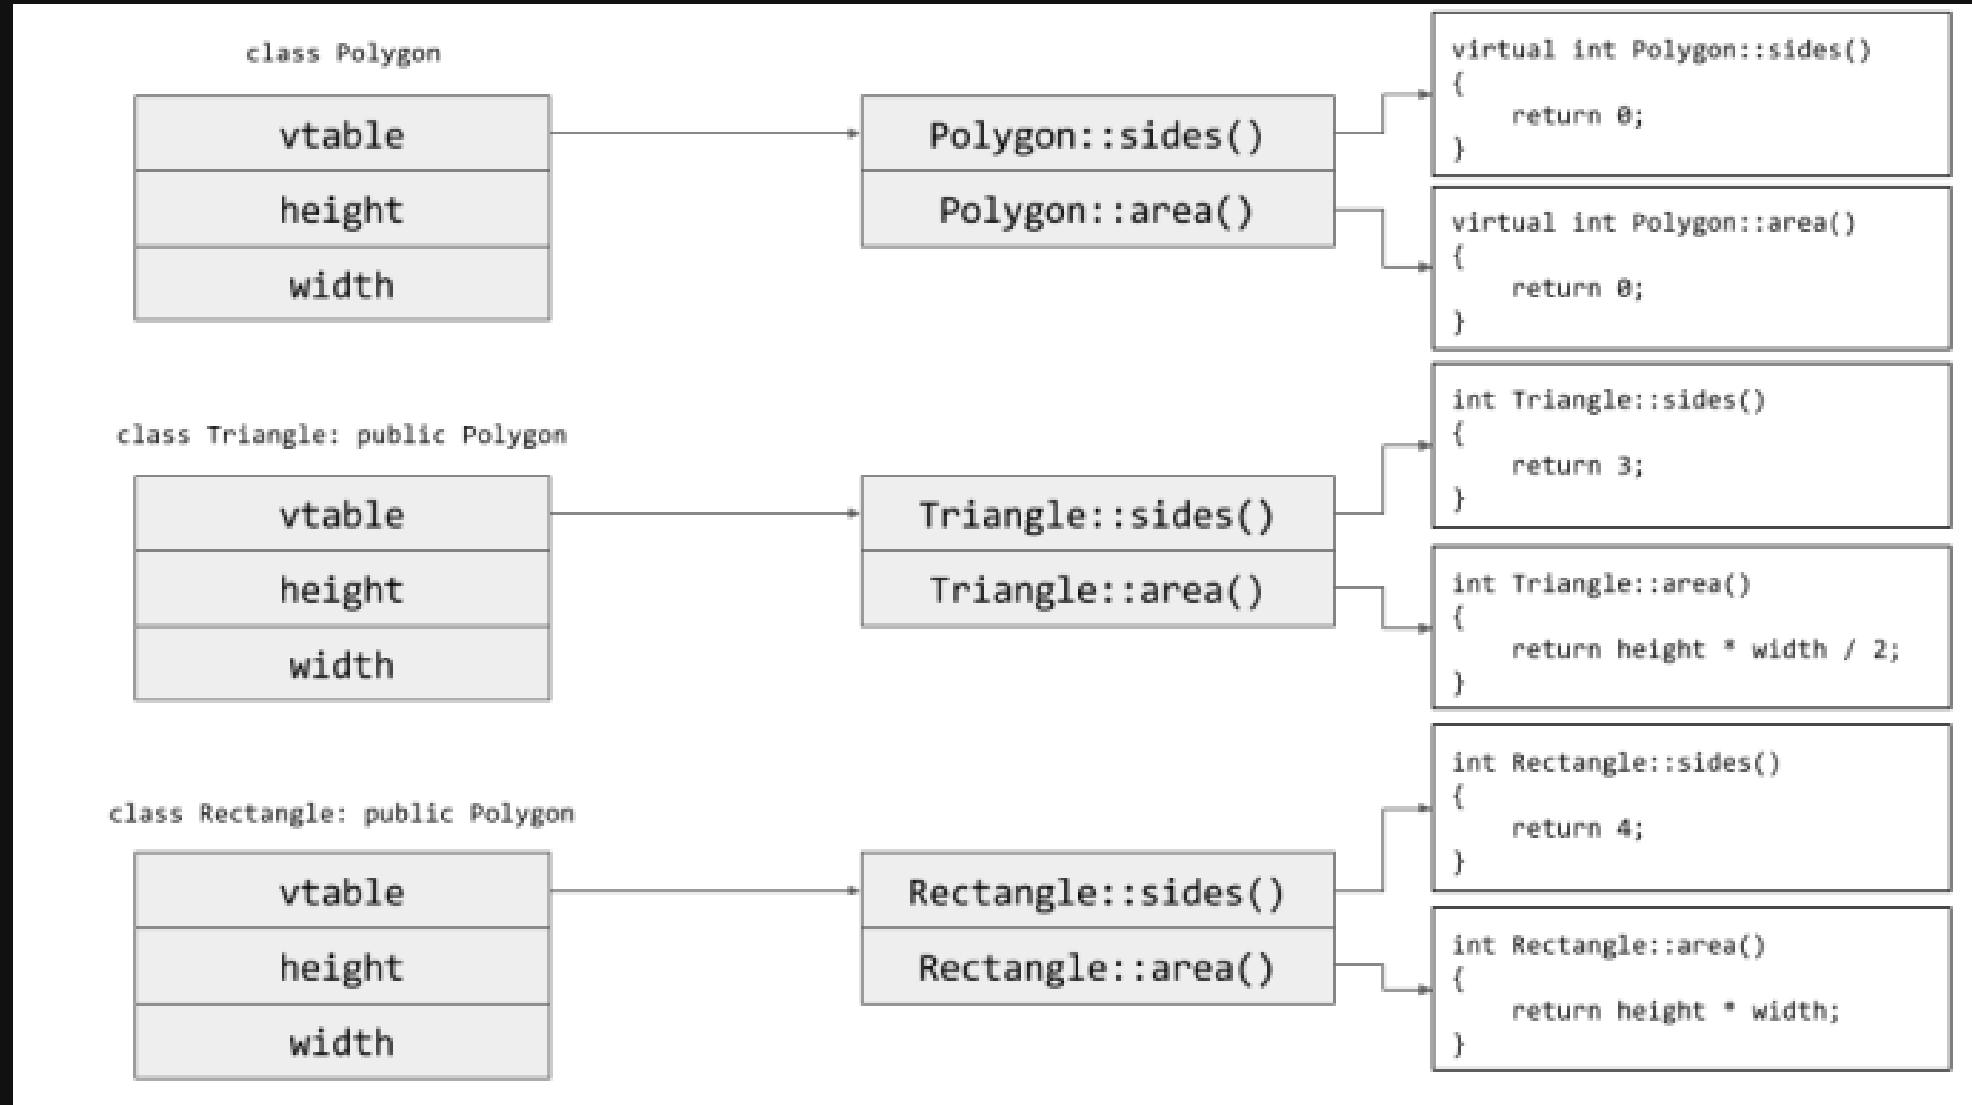 class Polygon
vtable
height
width
Polygon::sides()
Polygon::area()
virtual int Polygon::sides()
{
return 0;
}
virtual int Polygon::area()
{
return 0;
}
class Triangle: public Polygon
vtable
height
width
Triangle::sides()
Triangle::area()
int Triangle::sides()
{
return 3;
}
int Triangle::area()
{
return height * width / 2;
}
class Rectangle: public Polygon
vtable
height
width
Rectangle::sides()
Rectangle::area()
int Rectangle::sides()
{
return 4;
}
int Rectangle::area()
{
return height * width;
}